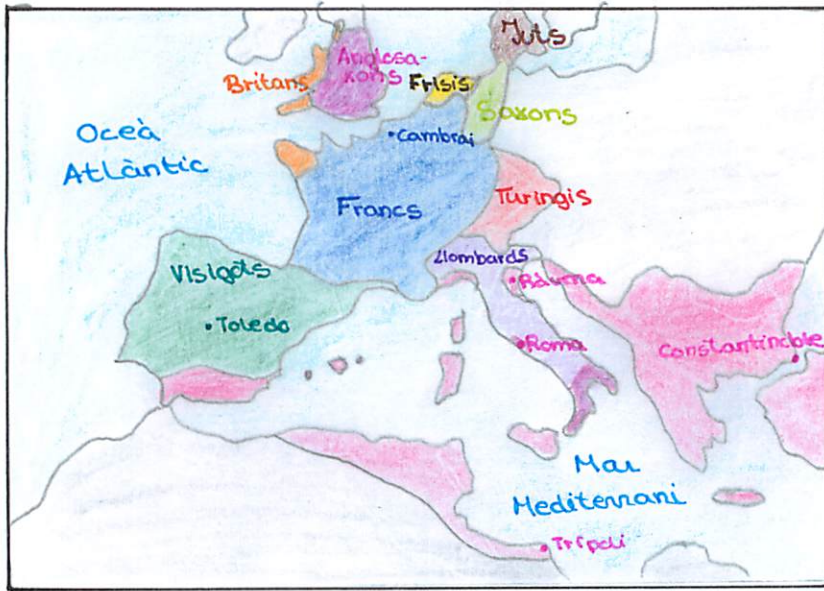 Juts
Anglosa-
xons
Britans
Frisis
Saxons
Oceà
Atlàntic
Cambrai
Turingis
Francs
Llombards
Visigots
Ràvena
Toledo
Roma
Constantinoble
Mar
Mediterrani
Trípoli